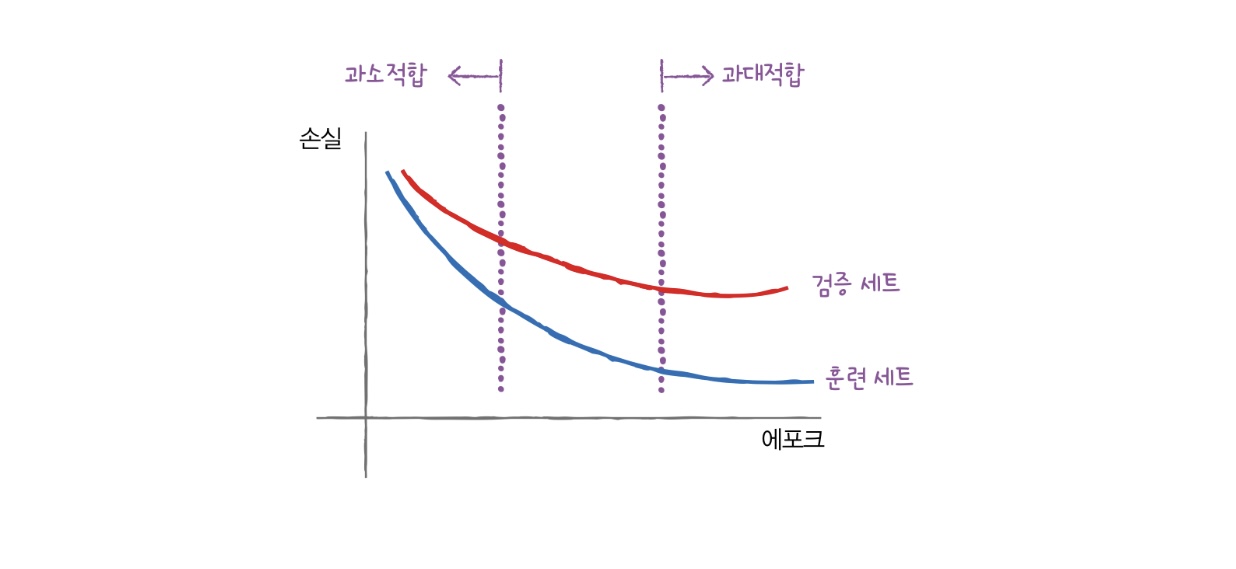 과소적합
과대적합
손실
검증 세트
훈련 세트
에포크